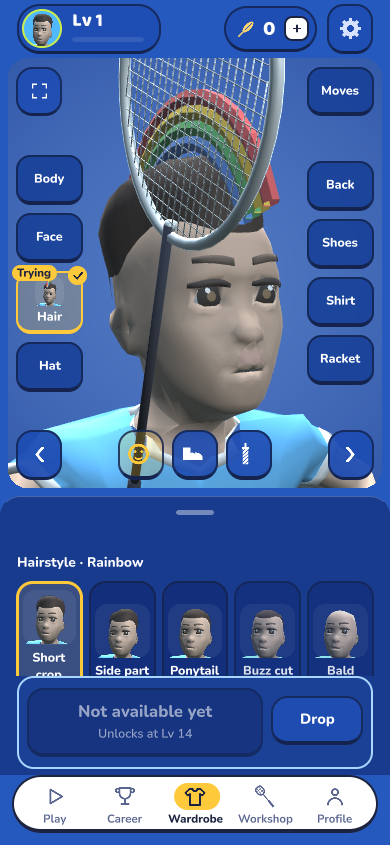 Lv 1
0
+
Moves
Body
Back
Face
Shoes
Trying
Hair
Shirt
Hat
Racket
Hairstyle · Rainbow
Short
crop
Side part
Ponytail
Buzz cut
Bald
Not available yet
Unlocks at Lv 14
Drop
Play
Career
Wardrobe
Workshop
Profile